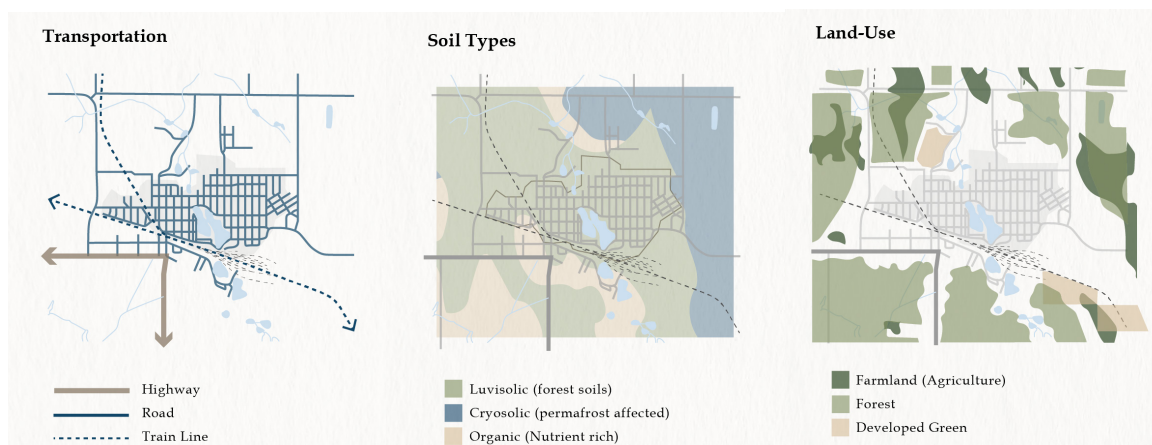 Transportation
Highway
Road
Train Line
Soil Types
Luvisolic (forest soils)
Cryosolic (permafrost affected)
Organic (Nutrient rich)
Land-Use
Farmland (Agriculture)
Forest
Developed Green